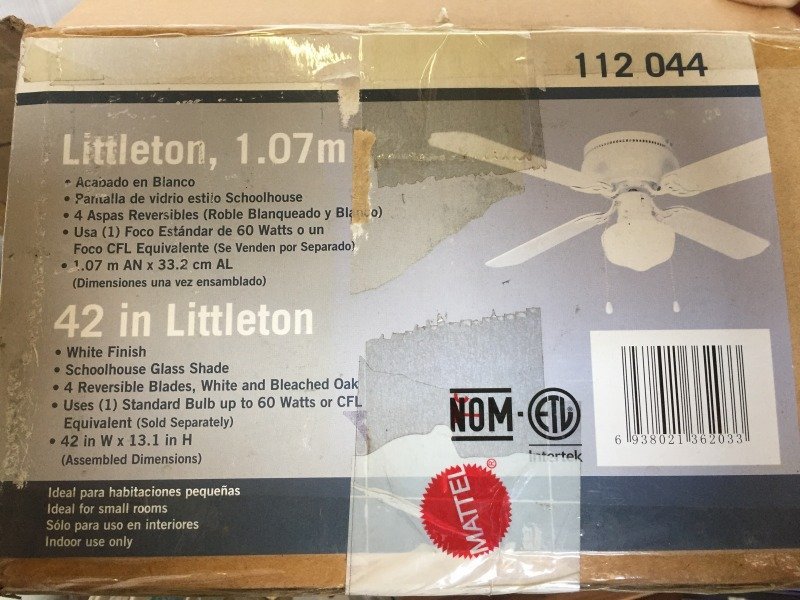 112 044
Littleton, 1.07m
• Acabado en Blanco
• Pantalla de vidrio estilo Schoolhouse
• 4 Aspas Reversibles (Roble Blanqueado y Blanco)
• Usa (1) Foco Estándar de 60 Watts o un
Foco CFL Equivalente (Se Venden por Separado)
• 1.07 m AN x 33.2 cm AL
(Dimensiones una vez ensamblado)
42 in Littleton
• White Finish
• Schoolhouse Glass Shade
• 4 Reversible Blades, White and Bleached Oak
• Uses (1) Standard Bulb up to 60 Watts or CFL
Equivalent (Sold Separately)
• 42 in W x 13.1 in H
(Assembled Dimensions)
NOM - ETL
Intertek
6 938021 362033
MATTEL®
Ideal para habitaciones pequeñas
Ideal for small rooms
Sólo para uso en interiores
Indoor use only